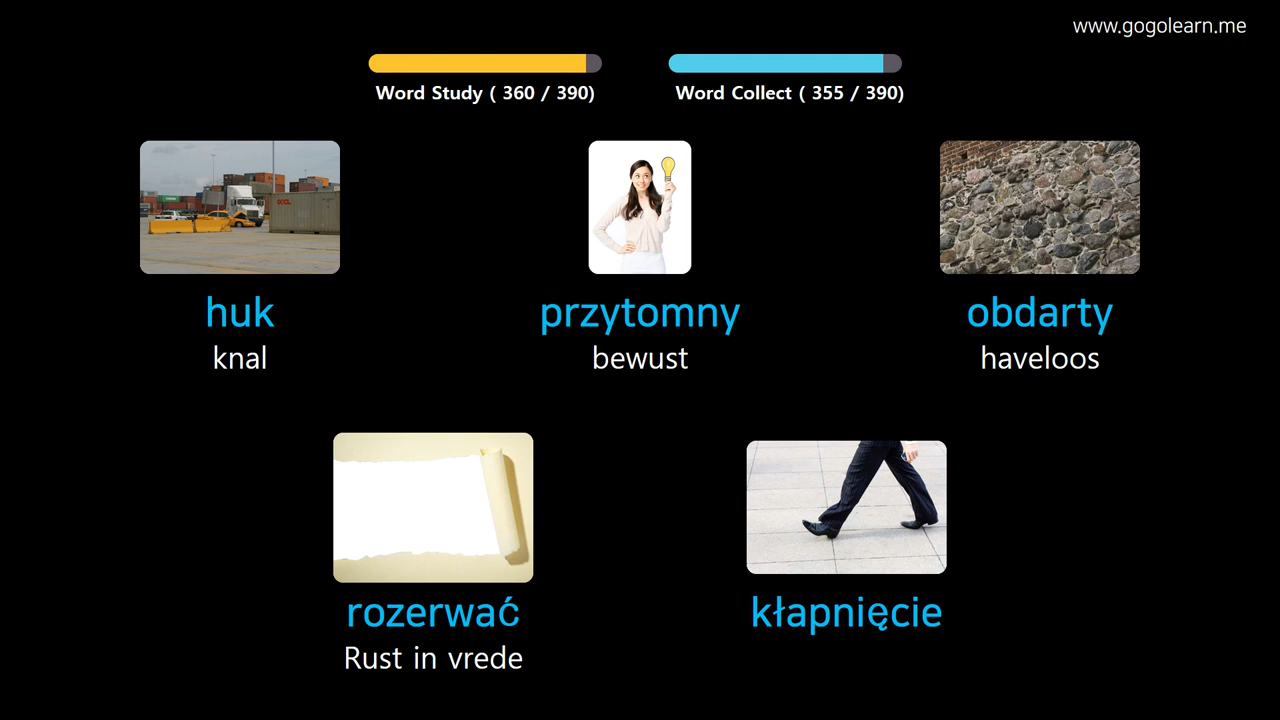 www.gogolearn.me
Word Study ( 360 / 390)
Word Collect ( 355 / 390)
huk
przytomny
obdarty
knal
bewust
haveloos
rozerwać
kłapnięcie
Rust in vrede